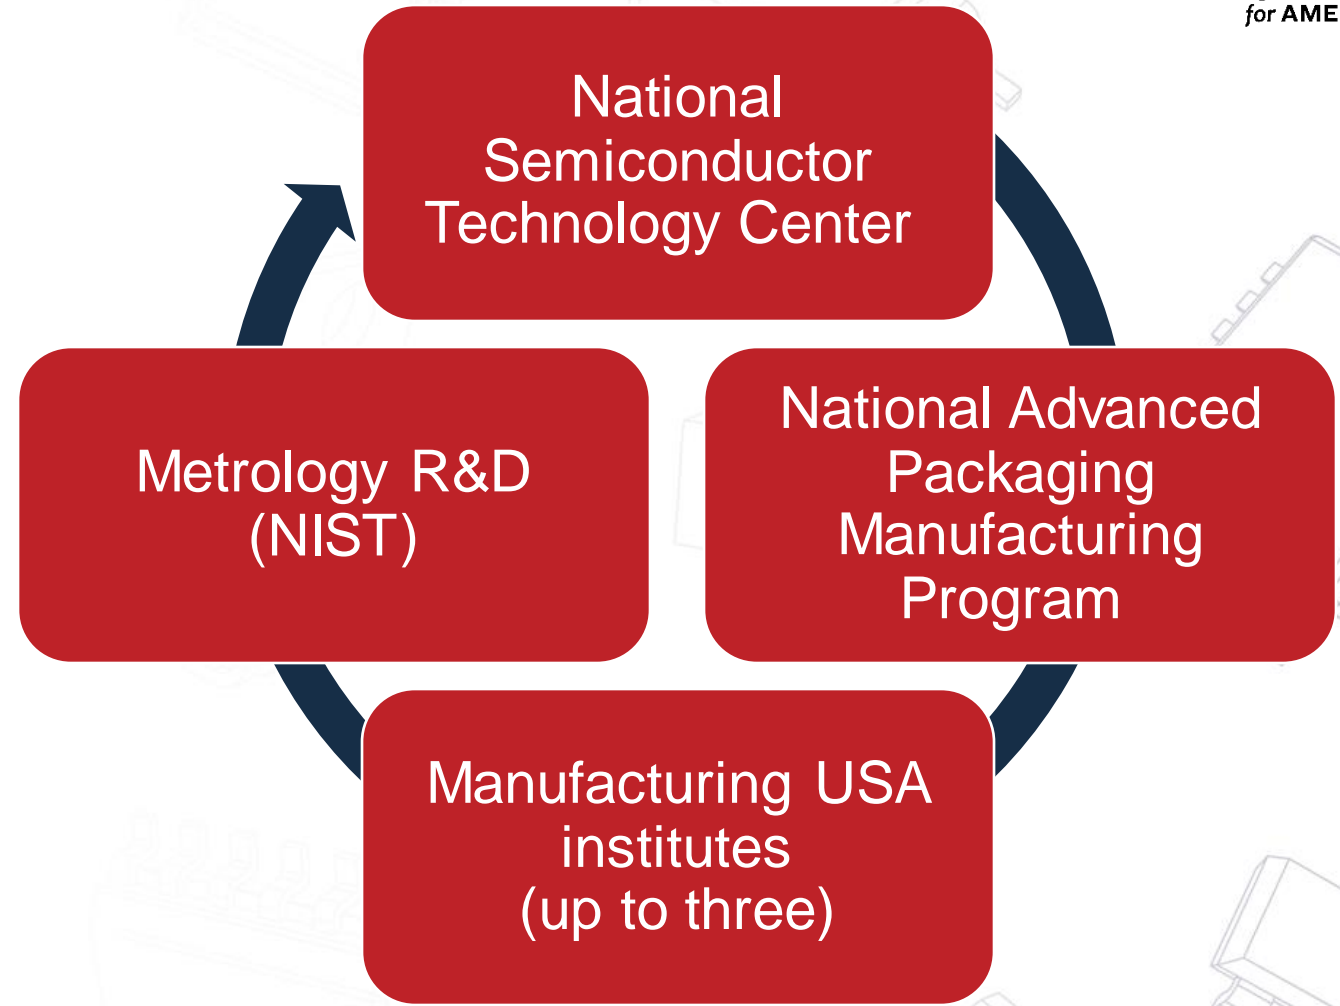 for AME
National
Semiconductor
Technology Center
Metrology R&D
(NIST)
National Advanced
Packaging
Manufacturing
Program
Manufacturing USA
institutes
(up to three)